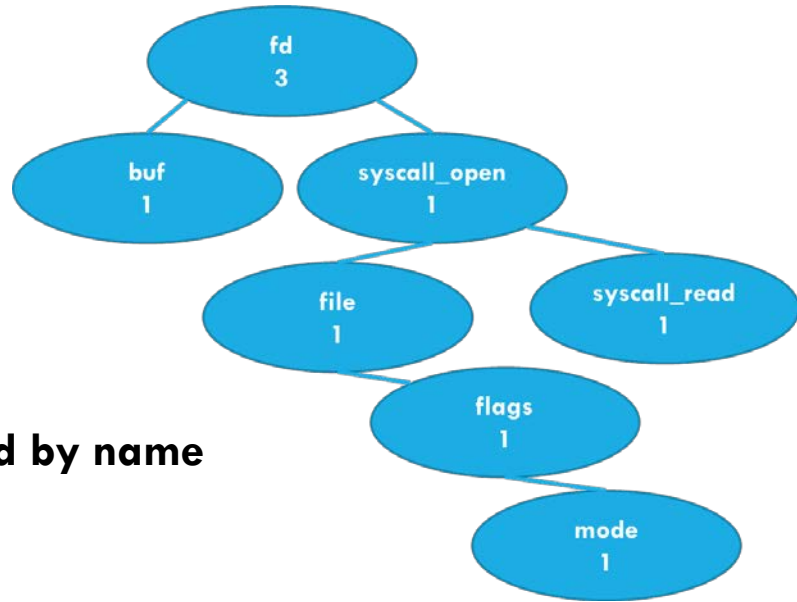 fd
3
buf
1
syscall_open
1
file
1
syscall_read
1
flags
1
d by name
mode
1